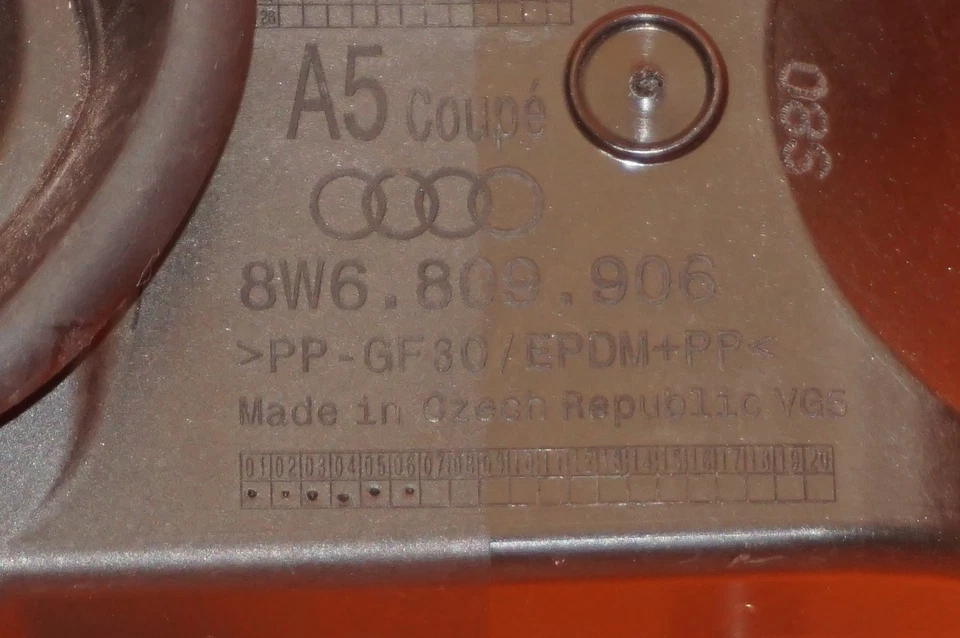 28
A5 Coupé
8W6.809.906
>PP-GF30/EPDM+PP<
Made in Czech Republic VG5
01 02 03 04 05 06 07 08 09 10 11 12 13 14 15 16 17 18 19 20